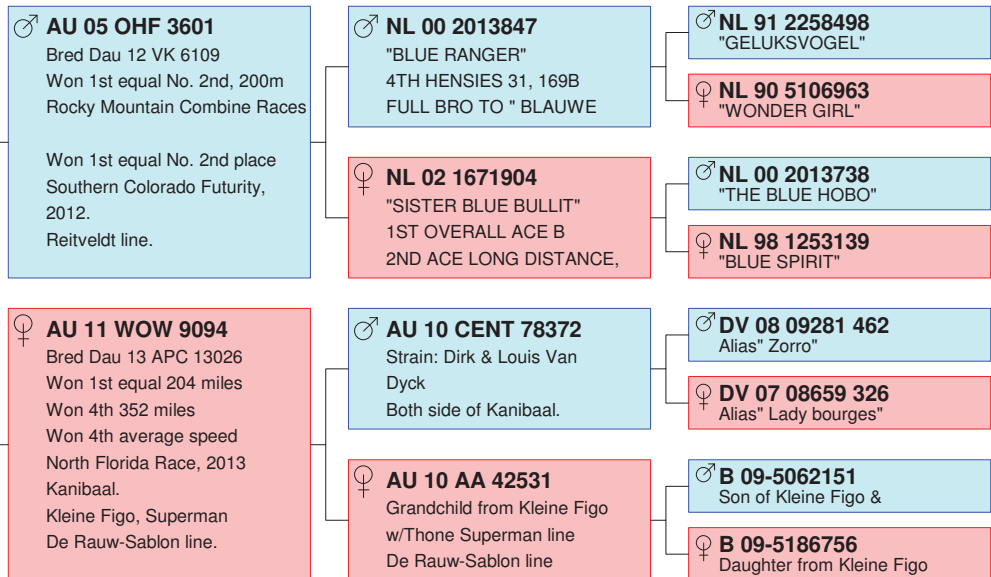 AU 05 OHF 3601
Bred Dau 12 VK 6109
Won 1st equal No. 2nd, 200m
Rocky Mountain Combine Races
Won 1st equal No. 2nd place
Southern Colorado Futurity,
2012.
Reitveldt line.
AU 11 WOW 9094
Bred Dau 13 APC 13026
Won 1st equal 204 miles
Won 4th 352 miles
Won 4th average speed
North Florida Race, 2013
Kanibaal.
Kleine Figo, Superman
De Rauw-Sablon line.
NL 00 2013847
"BLUE RANGER"
4TH HENSIES 31, 169B
FULL BRO TO " BLAUWE
NL 02 1671904
"SISTER BLUE BULLIT"
1ST OVERALL ACE B
2ND ACE LONG DISTANCE,
AU 10 CENT 78372
Strain: Dirk & Louis Van
Dyck
Both side of Kanibaal.
AU 10 AA 42531
Grandchild from Kleine Figo
w/Thone Superman line
De Rauw-Sablon line
NL 91 2258498
"GELUKSVOGEL"
NL 90 5106963
"WONDER GIRL"
NL 00 2013738
"THE BLUE HOBO"
NL 98 1253139
"BLUE SPIRIT"
DV 08 09281 462
Alias" Zorro"
DV 07 08659 326
Alias" Lady bourges"
B 09-5062151
Son of Kleine Figo &
B 09-5186756
Daughter from Kleine Figo